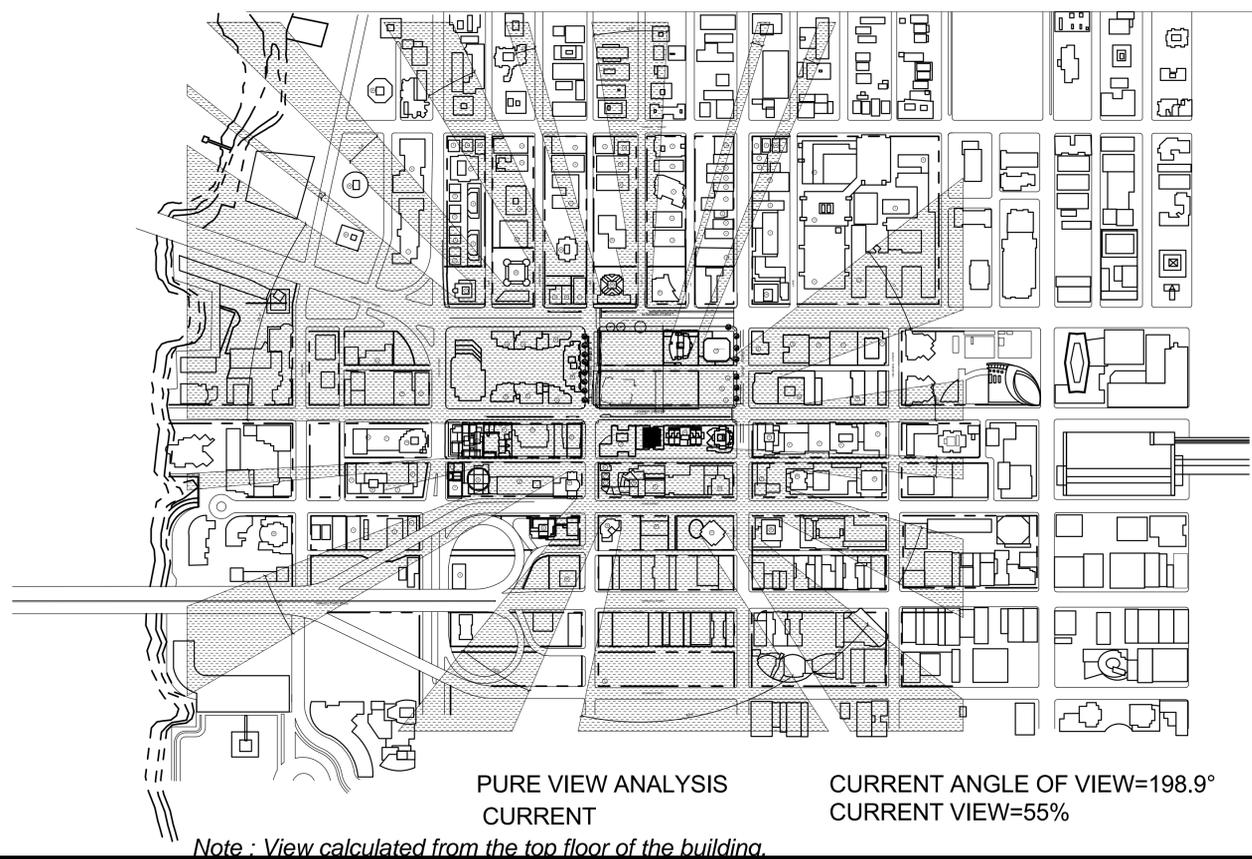 PURE VIEW ANALYSIS
CURRENT
CURRENT ANGLE OF VIEW=198.9°
CURRENT VIEW=55%
Note : View calculated from the top floor of the building.